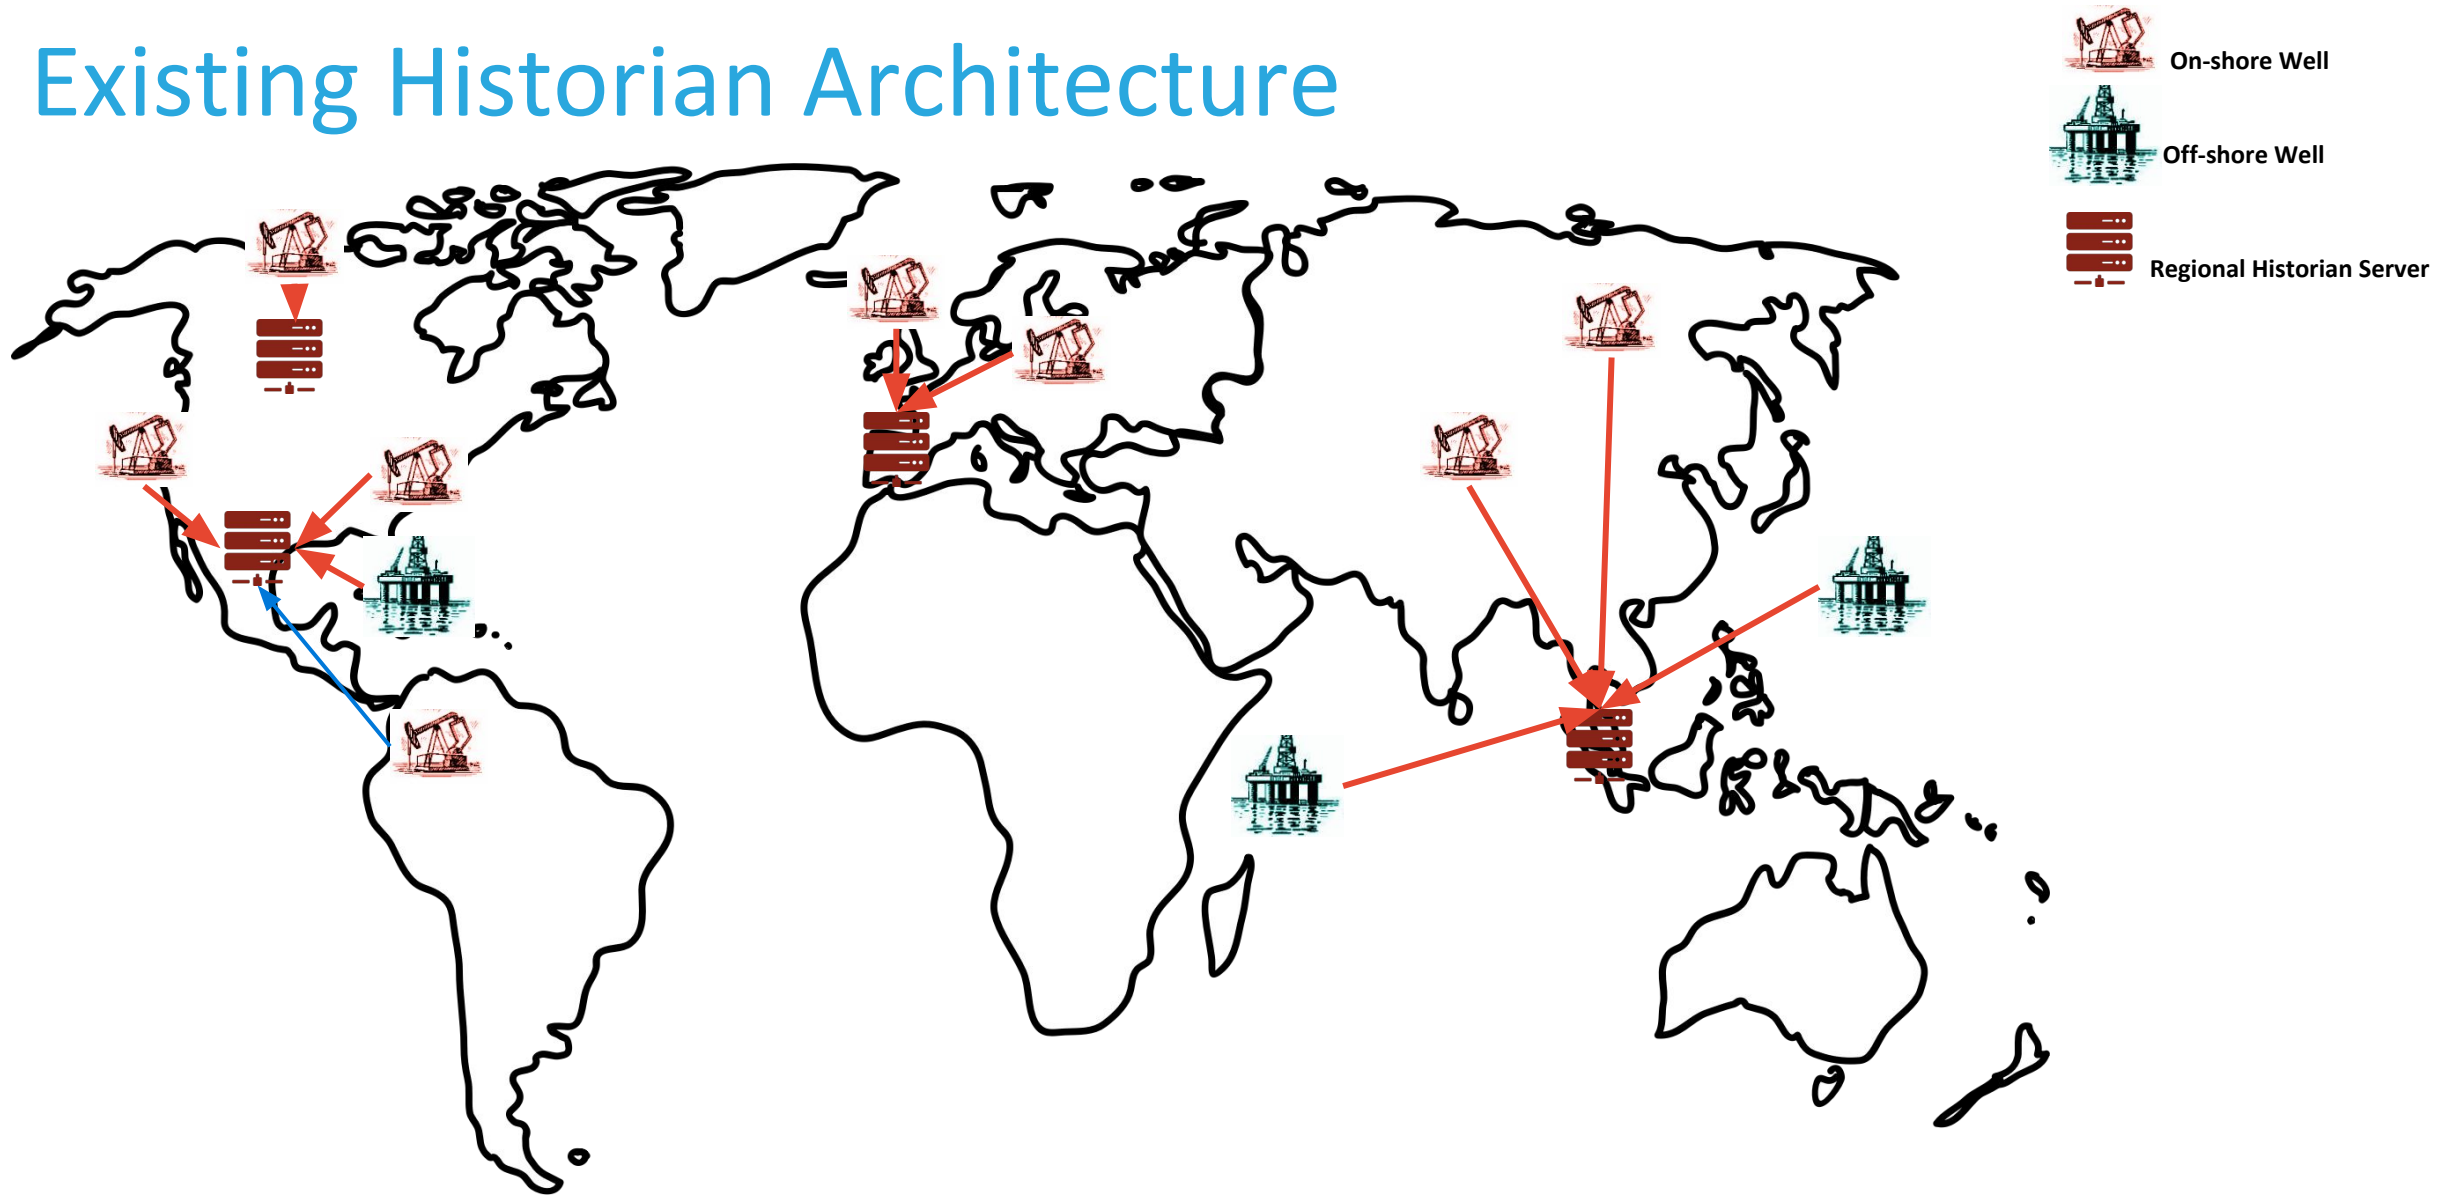 Existing Historian Architecture
On-shore Well
Off-shore Well
Regional Historian Server